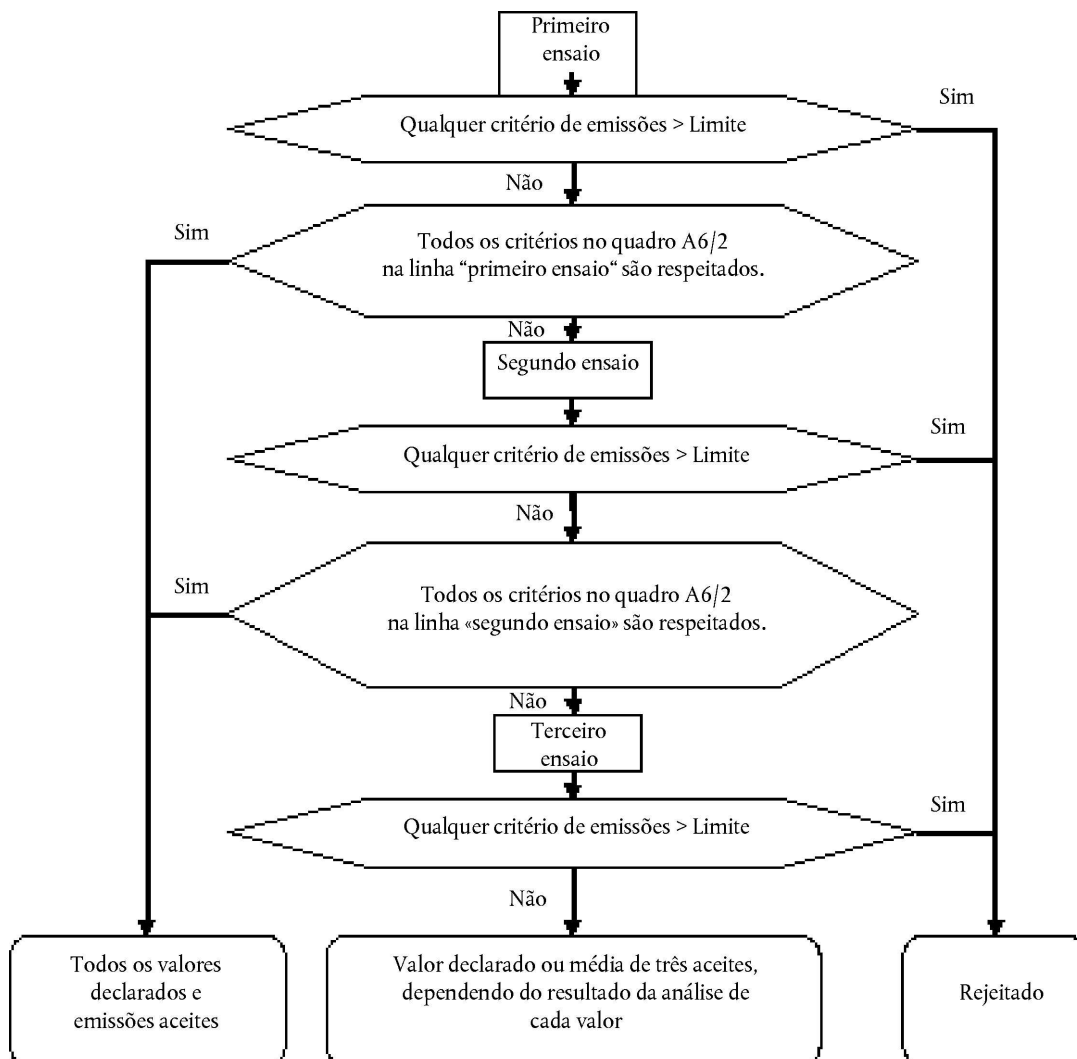 Primeiro
ensaio
Sim
Qualquer critério de emissões > Limite
Não
Sim
Todos os critérios no quadro A6/2
na linha “primeiro ensaio“ são respeitados.
Não
Segundo ensaio
Sim
Qualquer critério de emissões > Limite
Não
Sim
Todos os critérios no quadro A6/2
na linha «segundo ensaio» são respeitados.
Não
Terceiro
ensaio
Sim
Qualquer critério de emissões > Limite
Não
Todos os valores
declarados e
emissões aceites
Valor declarado ou média de três aceites,
dependendo do resultado da análise de
cada valor
Rejeitado